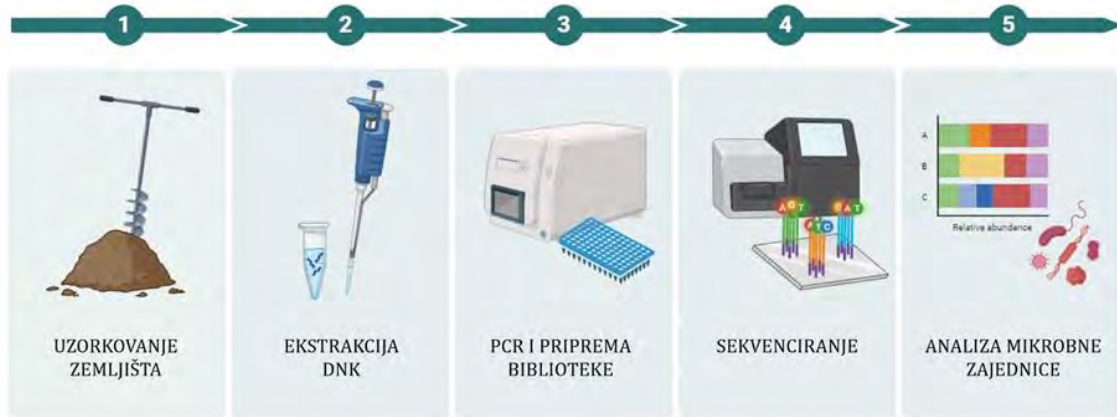 1
2
3
4
5
A
B
C
Relative abundance
A G T
A T C
G A T
UZORKOVANJE
ZEMLJIŠTA
EKSTRAKCIJA
DNK
PCR I PRIPREMA
BIBLIOTEKE
SEKVENCIRANJE
ANALIZA MIKROBNE
ZAJEDNICE